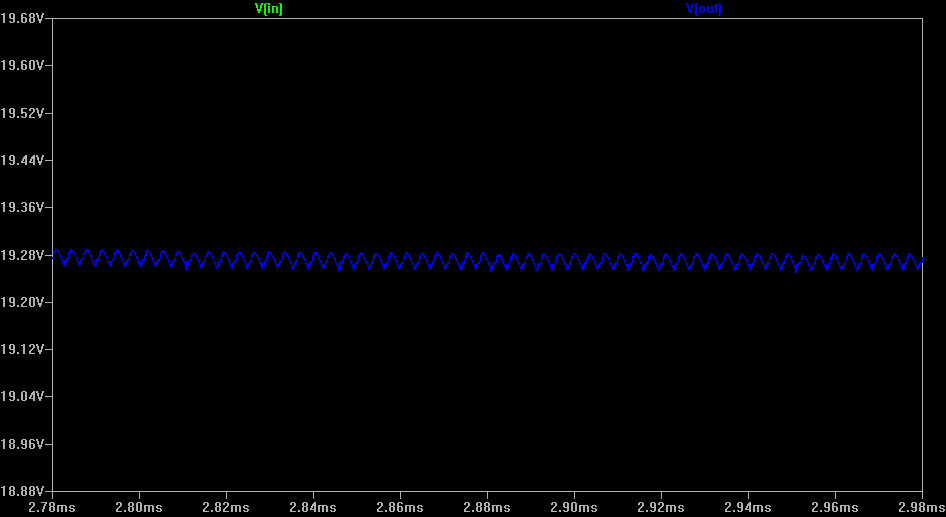 V(in) V(out)
19.68V
19.60V
19.52V
19.44V
19.36V
19.28V
19.20V
19.12V
19.04V
18.96V
18.88V
2.78ms 2.80ms 2.82ms 2.84ms 2.86ms 2.88ms 2.90ms 2.92ms 2.94ms 2.96ms 2.98ms